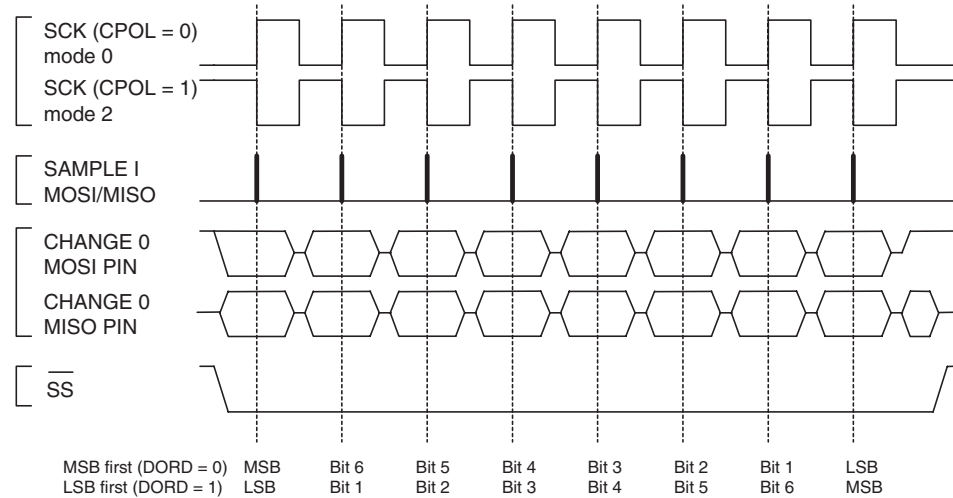 SCK (CPOL = 0)
mode 0
SCK (CPOL = 1)
mode 2
SAMPLE I
MOSI/MISO
CHANGE 0
MOSI PIN
CHANGE 0
MISO PIN
SS
MSB first (DORD = 0) MSB Bit 6 Bit 5 Bit 4 Bit 3 Bit 2 Bit 1 LSB
LSB first (DORD = 1) LSB Bit 1 Bit 2 Bit 3 Bit 4 Bit 5 Bit 6 MSB